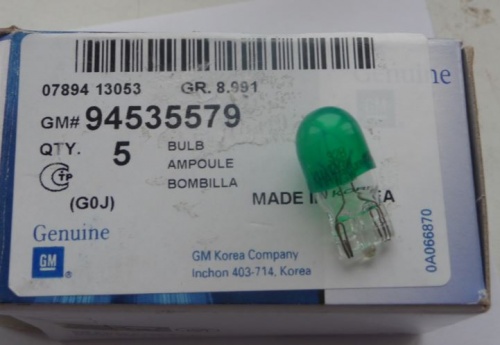 Genuine
07894 13053 GR. 8.991
GM# 94535579
QTY. 5 BULB
AMPOULE
BOMBILLA
CTP
(G0J)
MADE IN
Genuine
GM
GM Korea Company
Inchon 403-714, Korea
0A066870